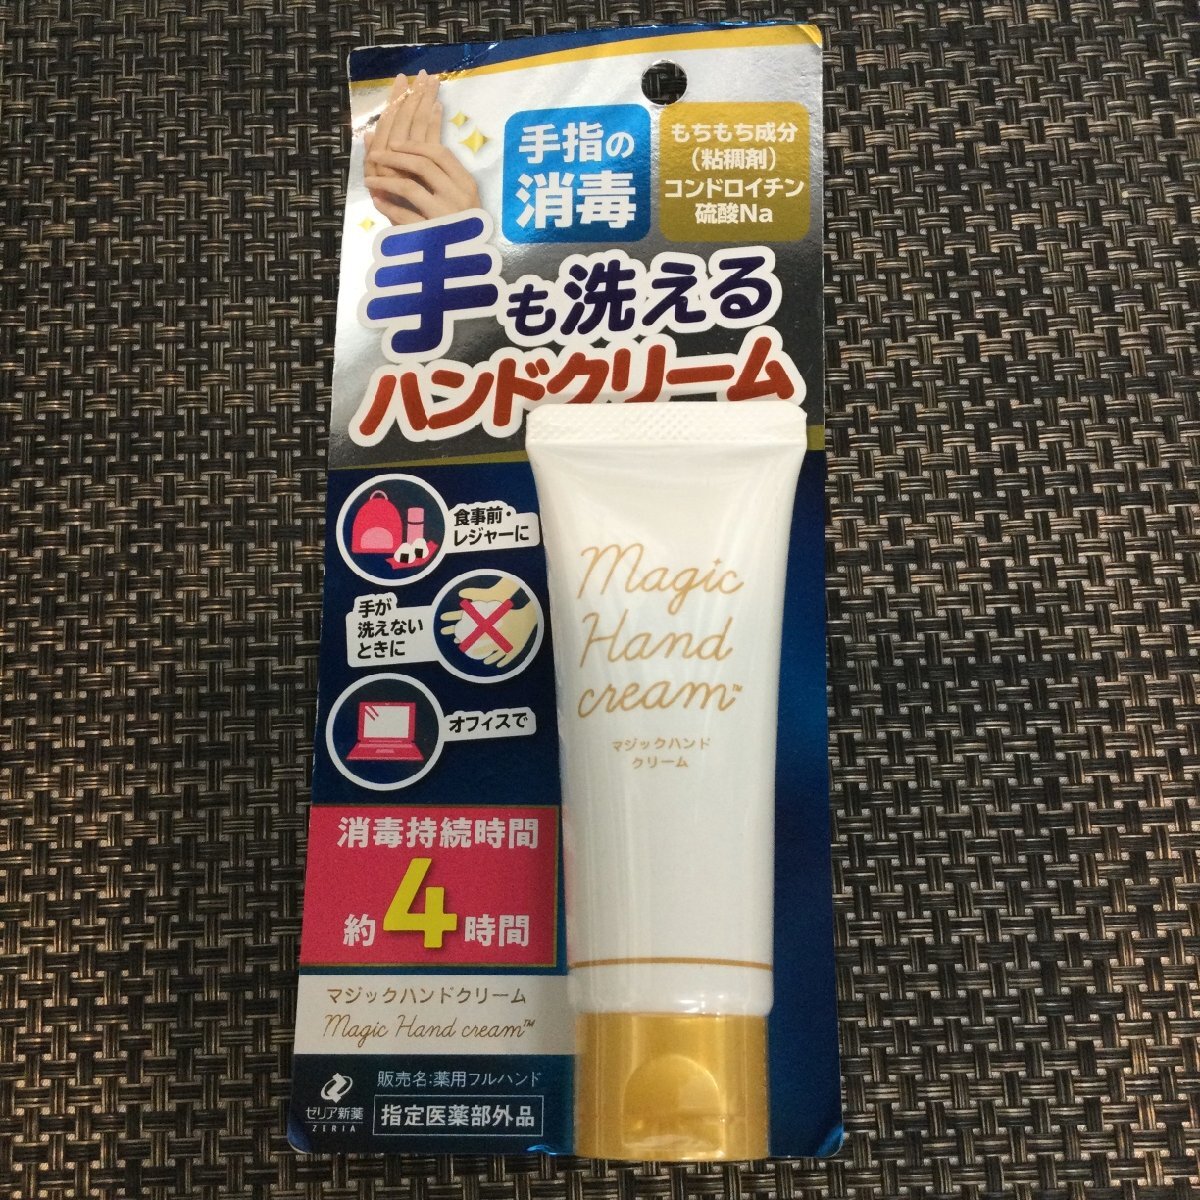 手指の
消毒
もちもち成分
(粘稠剤)
コンドロイチン
硫酸Na
手も洗える
ハンドクリーム
食事前・
レジャーに
手が
洗えない
ときに
オフィスで
消毒持続時間
約4時間
マジックハンドクリーム
Magic Hand cream™
販売名:薬用フルハンド
指定医薬部外品
ゼリア新薬
ZERIA
Magic
Hand
cream™
マジックハンド
クリーム